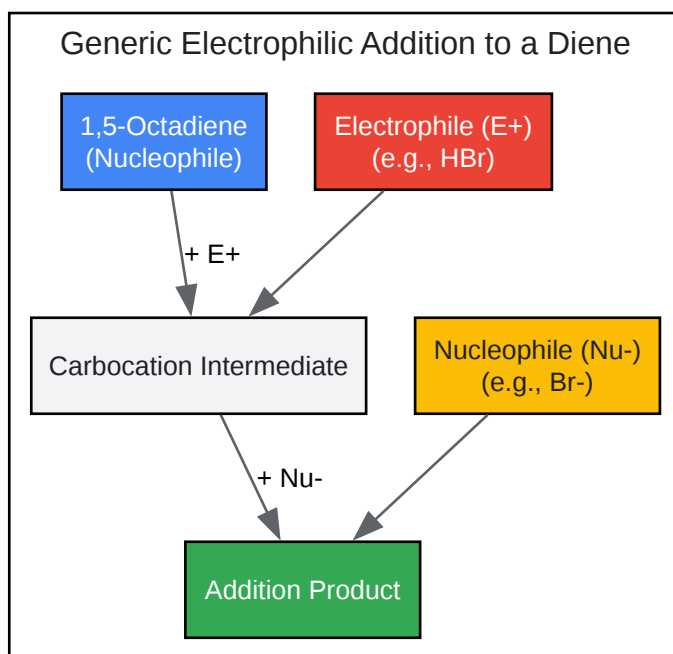 Generic Electrophilic Addition to a Diene
1,5-Octadiene
(Nucleophile)
Electrophile (E+)
(e.g., HBr)
+ E+
Carbocation Intermediate
Nucleophile (Nu-)
(e.g., Br-)
+ Nu-
Addition Product